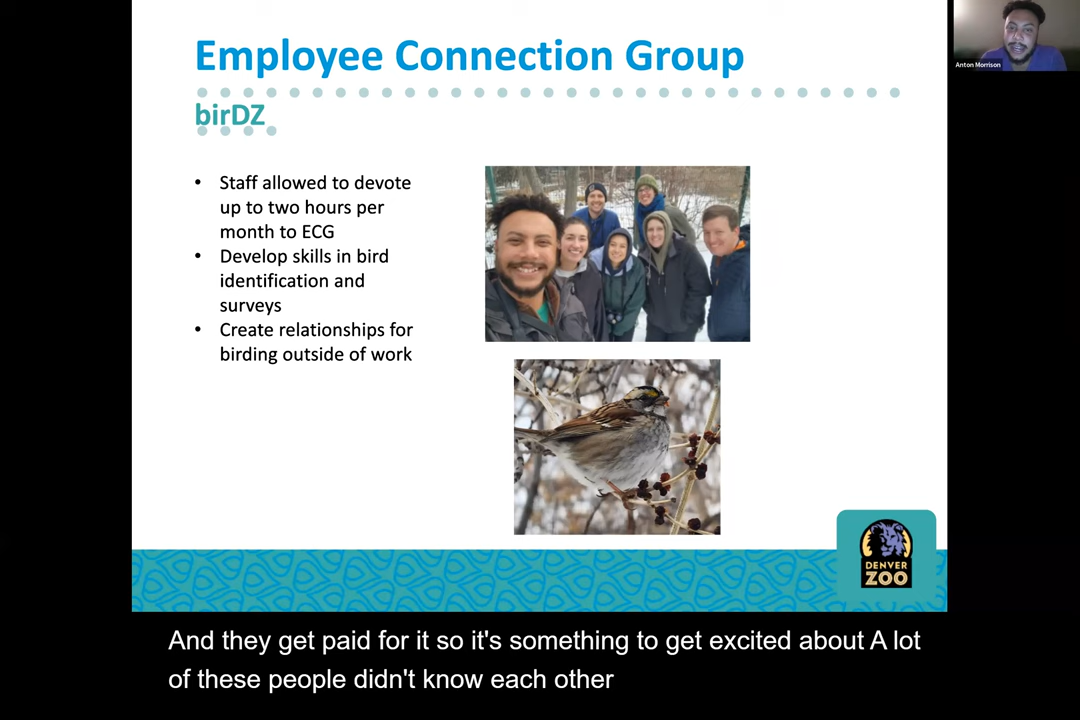 Employee Connection Group
birDZ
• Staff allowed to devote
up to two hours per
month to ECG
• Develop skills in bird
identification and
surveys
• Create relationships for
birding outside of work
Anton Morrison
DENVER
ZOO
And they get paid for it so it's something to get excited about A lot
of these people didn't know each other